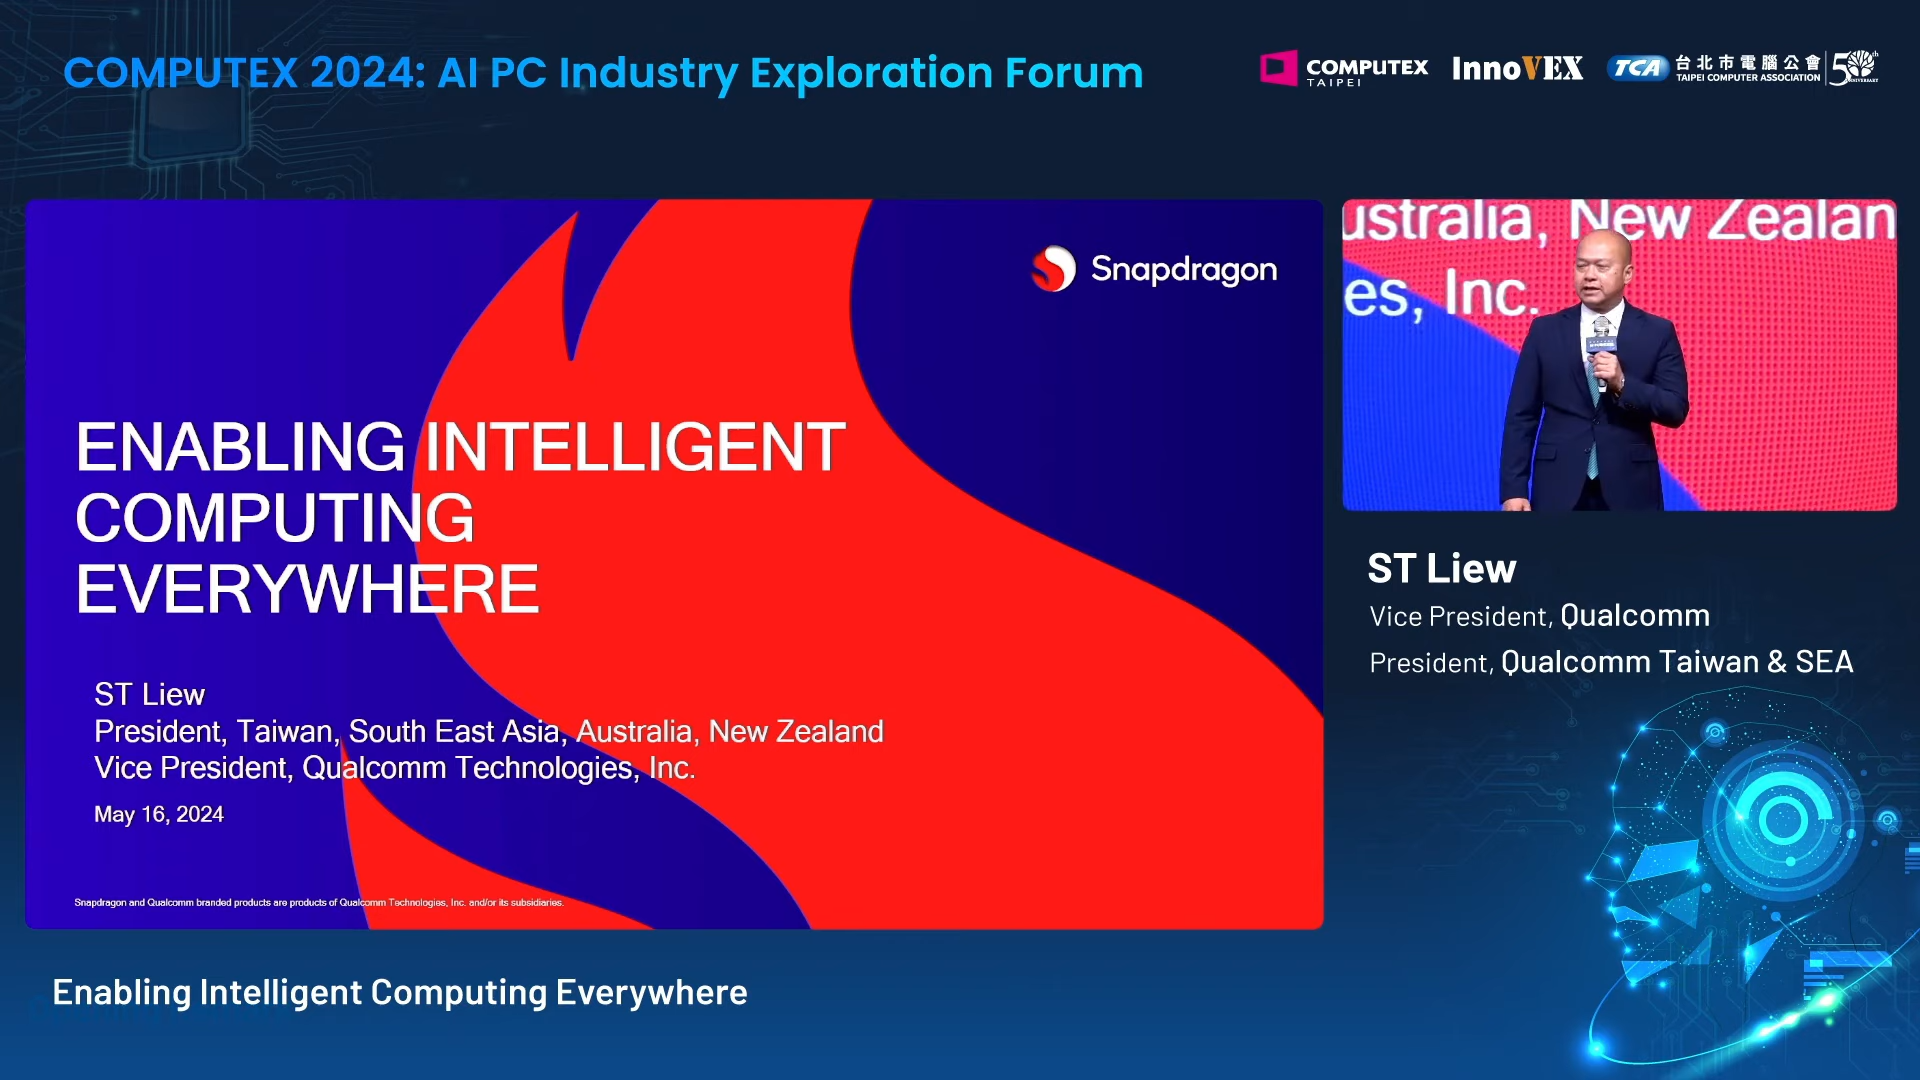 COMPUTEX 2024: AI PC Industry Exploration Forum
COMPUTEX
TAIPEI
InnoVEX
TCA
台北市電腦公會
TAIPEI COMPUTER ASSOCIATION
50th
ANNIVERSARY
Snapdragon
ENABLING INTELLIGENT
COMPUTING
EVERYWHERE
ST Liew
President, Taiwan, South East Asia, Australia, New Zealand
Vice President, Qualcomm Technologies, Inc.
May 16, 2024
Snapdragon and Qualcomm branded products are products of Qualcomm Technologies, Inc. and/or its subsidiaries.
ustralia, New Zealan
es, Inc.
ST Liew
Vice President, Qualcomm
President, Qualcomm Taiwan & SEA
Enabling Intelligent Computing Everywhere